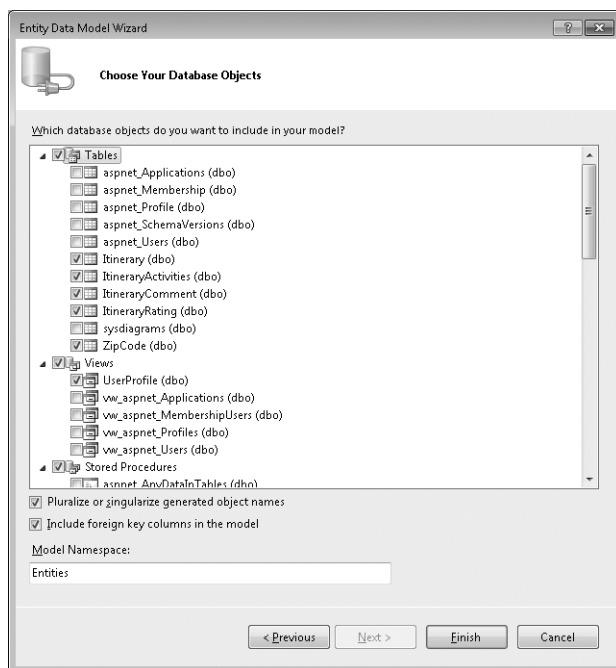 Entity Data Model Wizard
Choose Your Database Objects
Which database objects do you want to include in your model?
Tables
aspnet_Applications (dbo)
aspnet_Membership (dbo)
aspnet_Profile (dbo)
aspnet_SchemaVersions (dbo)
aspnet_Users (dbo)
Itinerary (dbo)
ItineraryActivities (dbo)
ItineraryComment (dbo)
ItineraryRating (dbo)
sysdiagrams (dbo)
ZipCode (dbo)
Views
UserProfile (dbo)
vw_aspnet_Applications (dbo)
vw_aspnet_MembershipUsers (dbo)
vw_aspnet_Profiles (dbo)
vw_aspnet_Users (dbo)
Stored Procedures
aspnet_AnyDataInTables (dbo)
Pluralize or singularize generated object names
Include foreign key columns in the model
Model Namespace:
Entities
< Previous Next > Finish Cancel